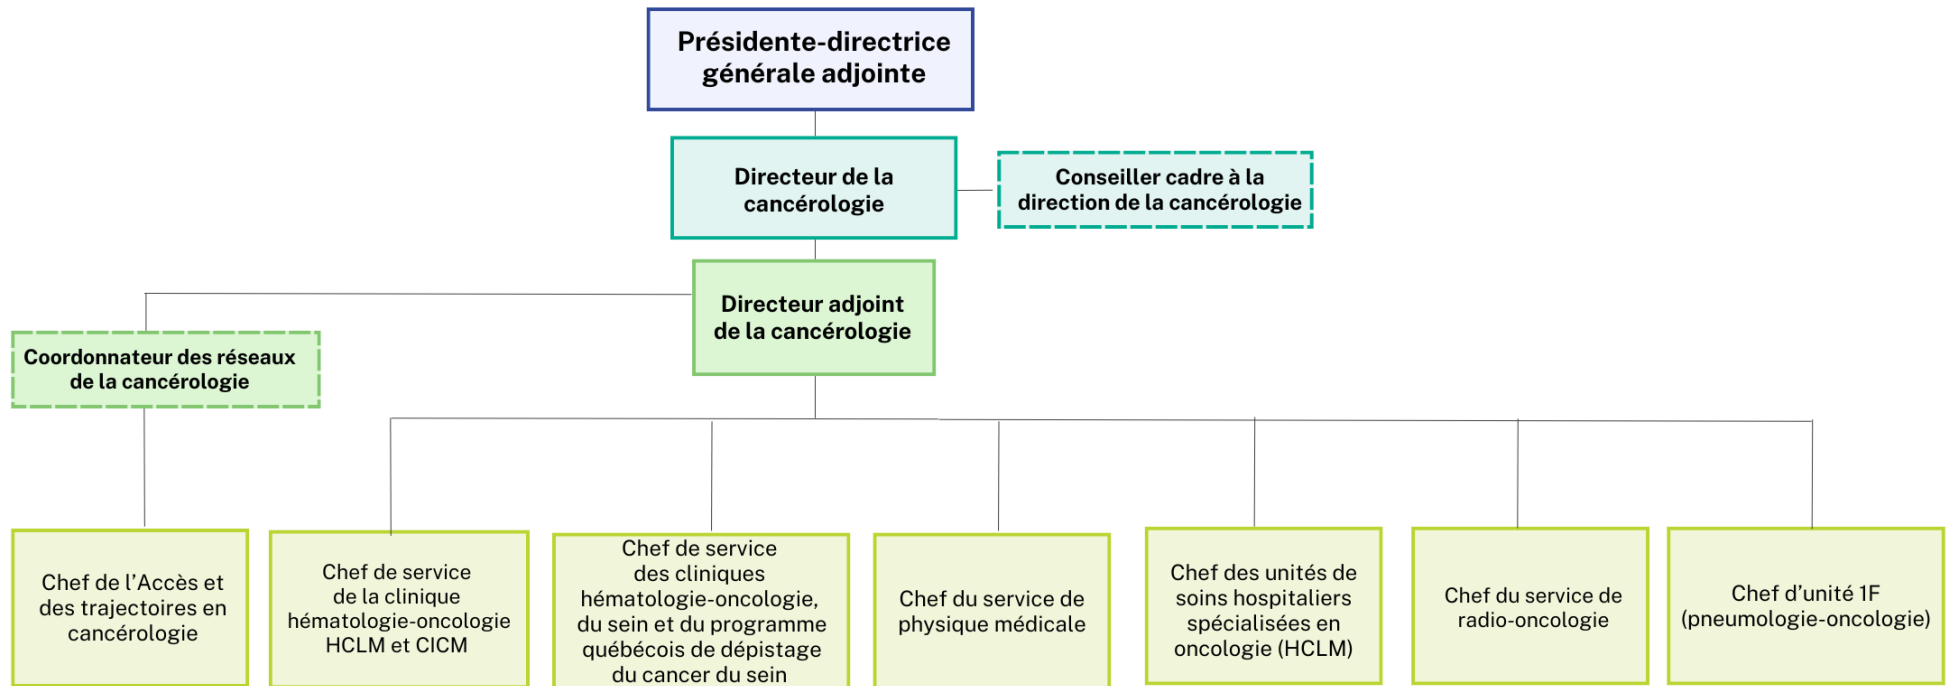 Présidente-directrice
générale adjointe
Directeur de la
cancérologie
Conseiller cadre à la
direction de la cancérologie
Directeur adjoint
de la cancérologie
Coordonnateur des réseaux
de la cancérologie
Chef de l'Accès et
des trajectoires en
cancérologie
Chef de service
de la clinique
hématologie-oncologie
HCLM et CICM
Chef de service
des cliniques
hématologie-oncologie,
du sein et du programme
québécois de dépistage
du cancer du sein
Chef du service de
physique médicale
Chef des unités de
soins hospitaliers
spécialisées en
oncologie (HCLM)
Chef du service de
radio-oncologie
Chef d'unité 1F
(pneumologie-oncologie)